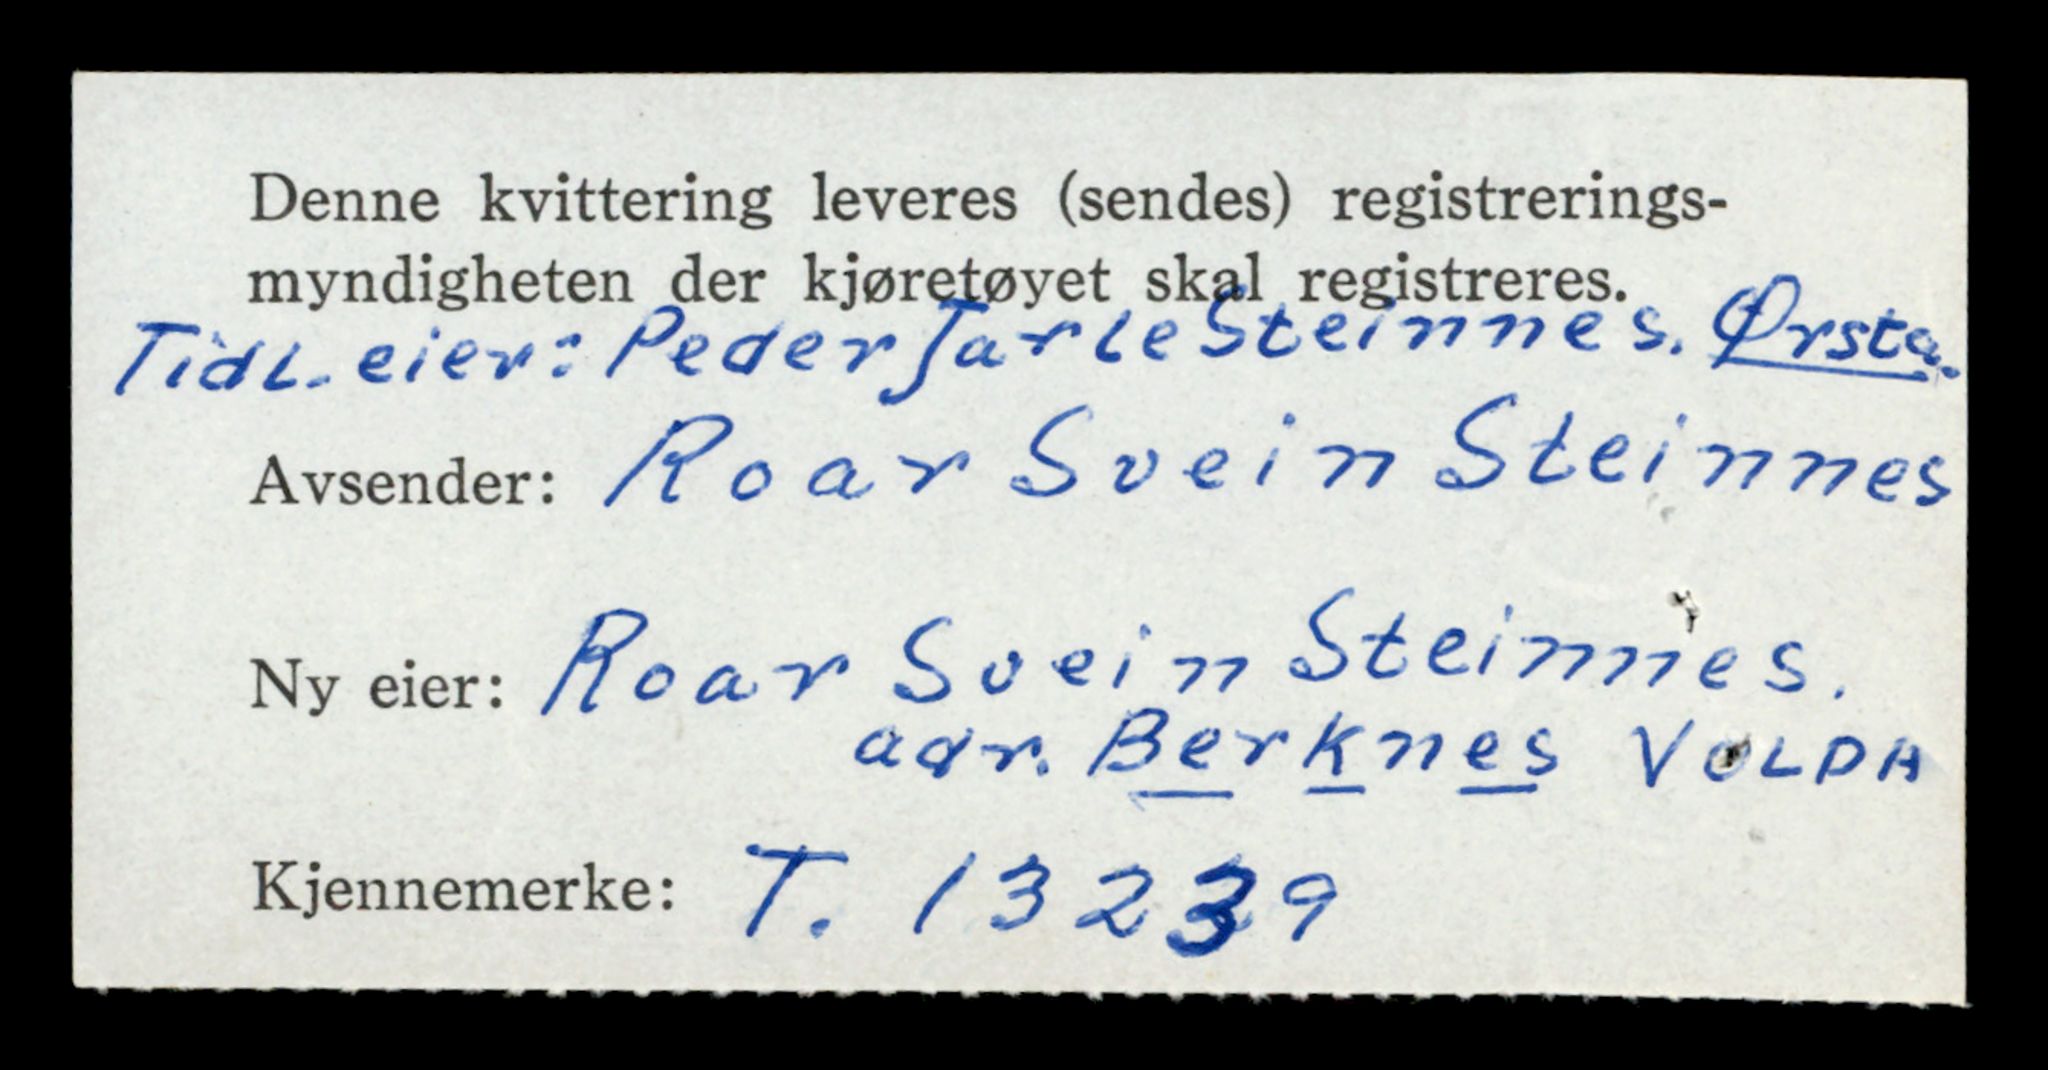 Denne kvittering leveres (sendes) registrerings-
myndigheten der kjøretøyet skal registreres.
Tidl. eier: Peder Jarle Steinnes. Ørsta.
Avsender: Roar Svein Steinnes
Ny eier: Roar Svein Steinnes.
adr. Berknes VOLDA
Kjennemerke: T. 13239